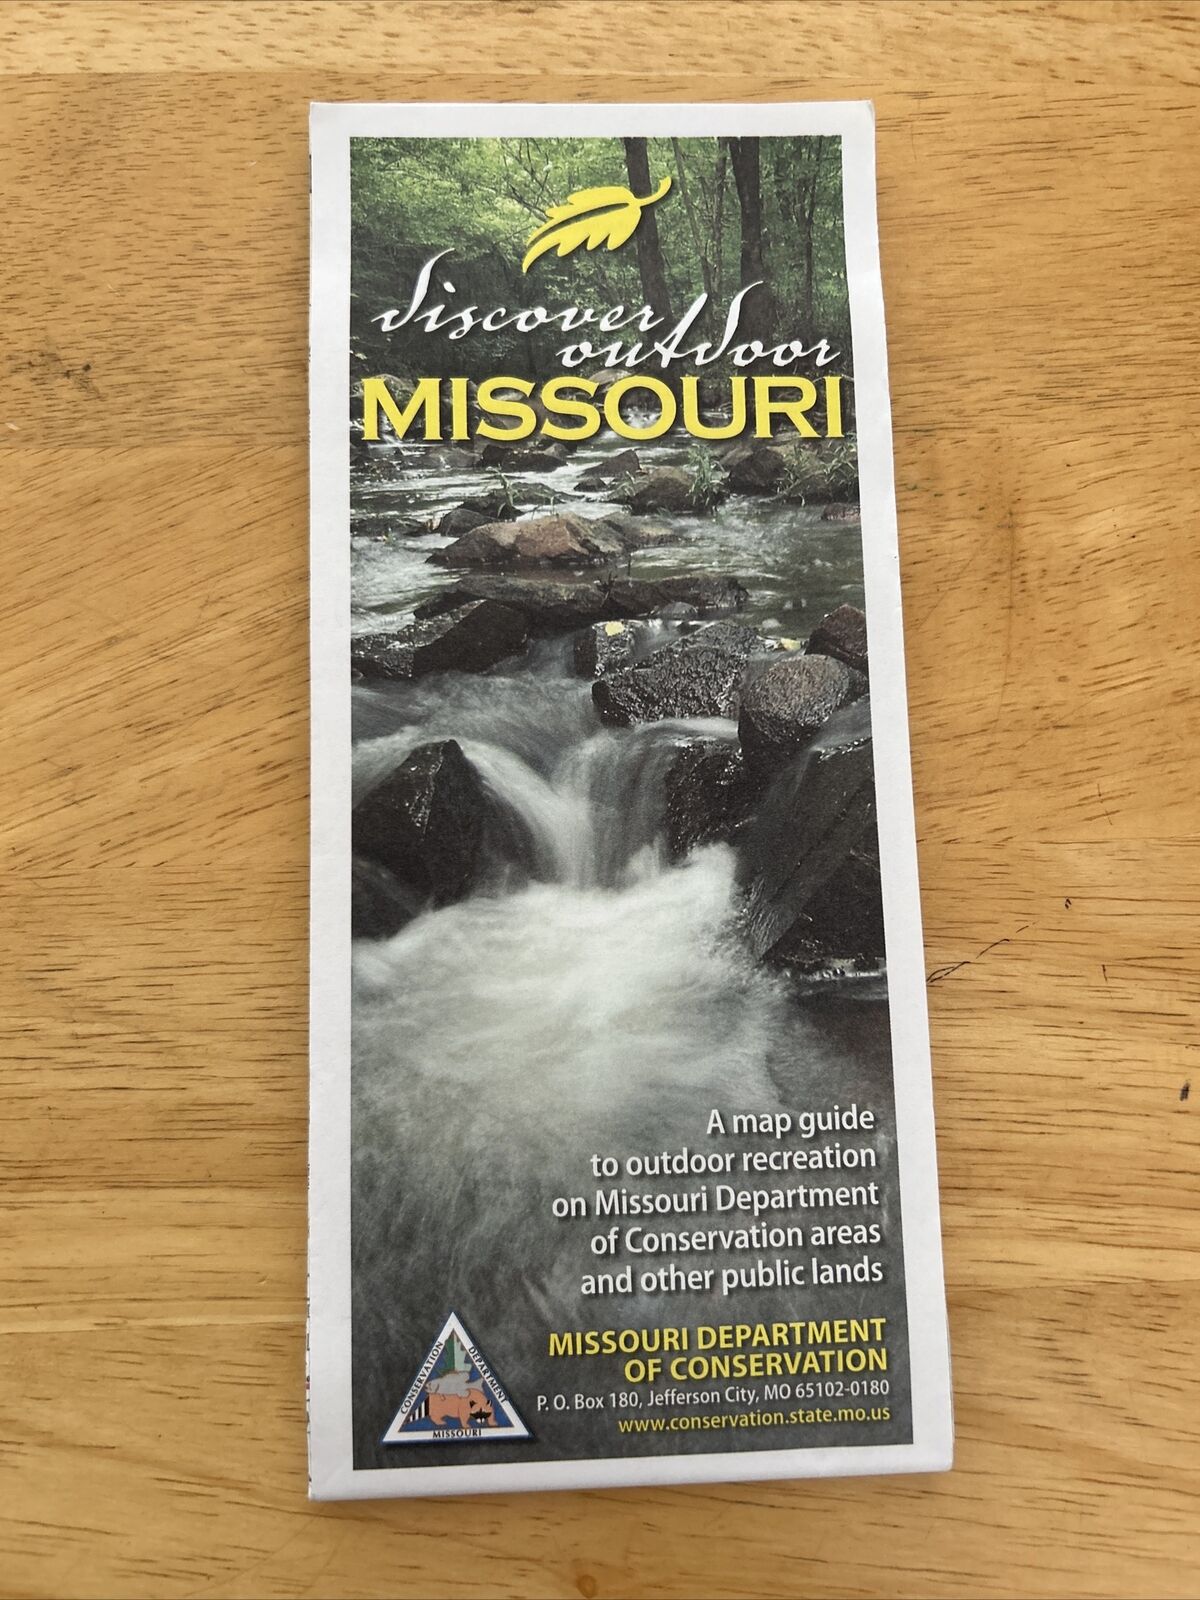 discover
outdoor
MISSOURI
A map guide
to outdoor recreation
on Missouri Department
of Conservation areas
and other public lands
MISSOURI DEPARTMENT
OF CONSERVATION
P. O. Box 180, Jefferson City, MO 65102-0180
www.conservation.state.mo.us
CONSERVATION
DEPARTMENT
MISSOURI